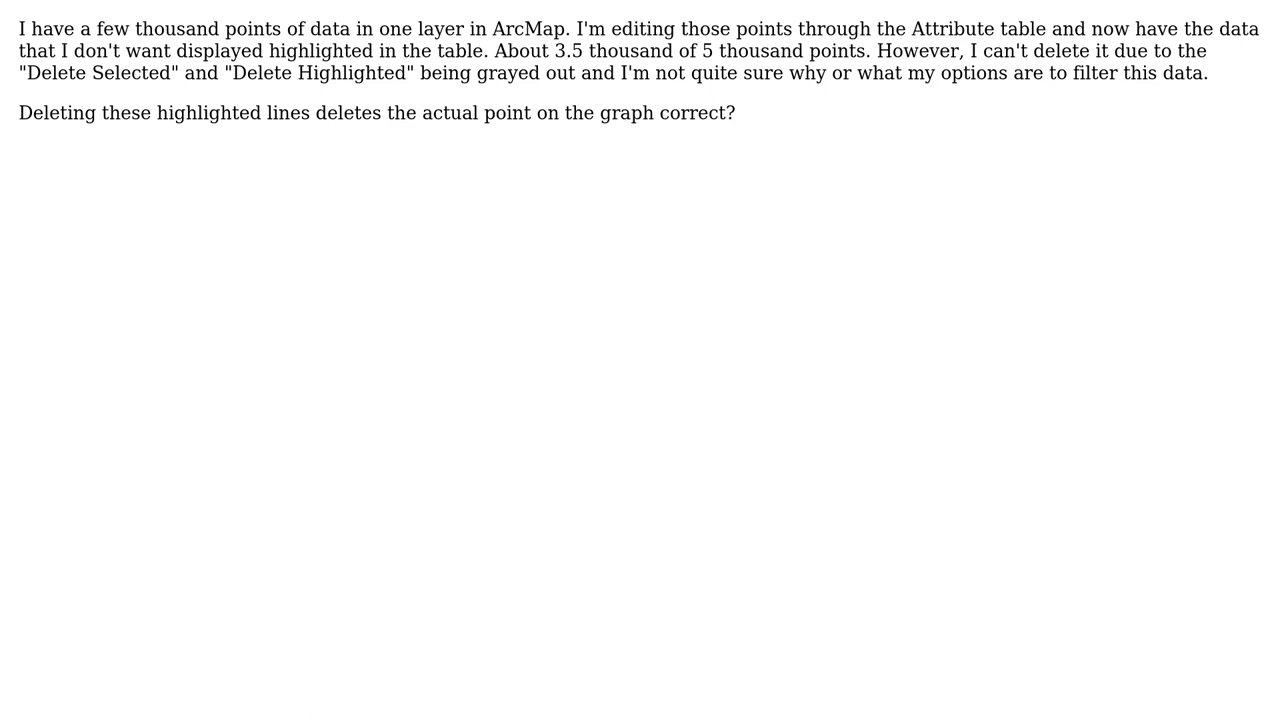 I have a few thousand points of data in one layer in ArcMap. I'm editing those points through the Attribute table and now have the data
that I don't want displayed highlighted in the table. About 3.5 thousand of 5 thousand points. However, I can't delete it due to the
"Delete Selected" and "Delete Highlighted" being grayed out and I'm not quite sure why or what my options are to filter this data.
Deleting these highlighted lines deletes the actual point on the graph correct?